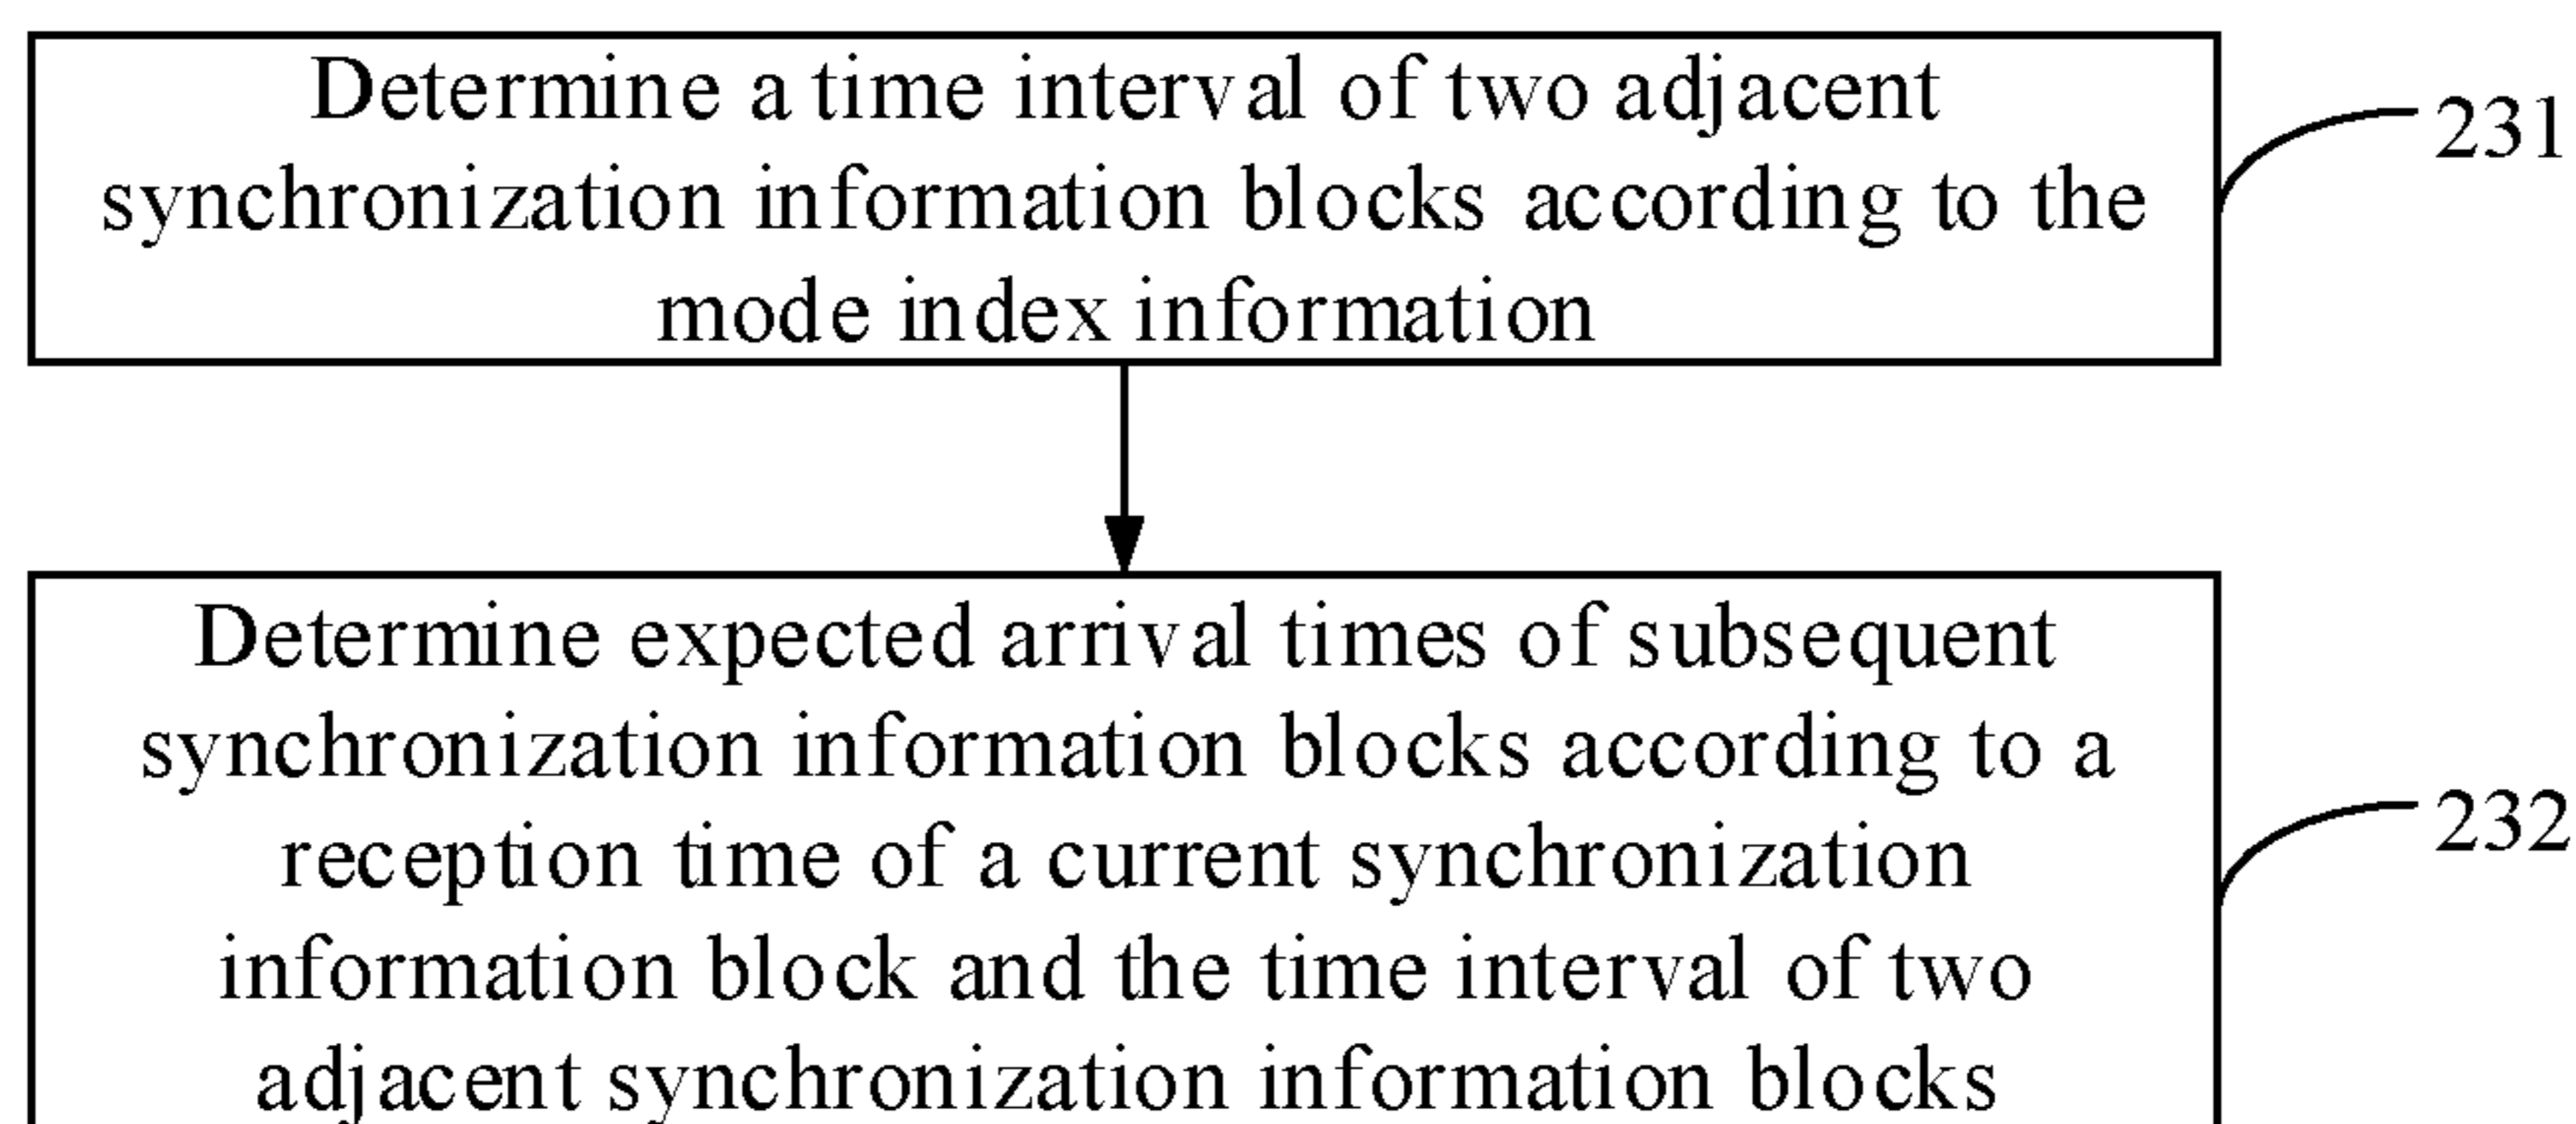 Determine a time interval of two adjacent
synchronization information blocks according to the
mode index information
231
Determine expected arrival times of subsequent
synchronization information blocks according to a
reception time of a current synchronization
information block and the time interval of two
adjacent synchronization information blocks
232